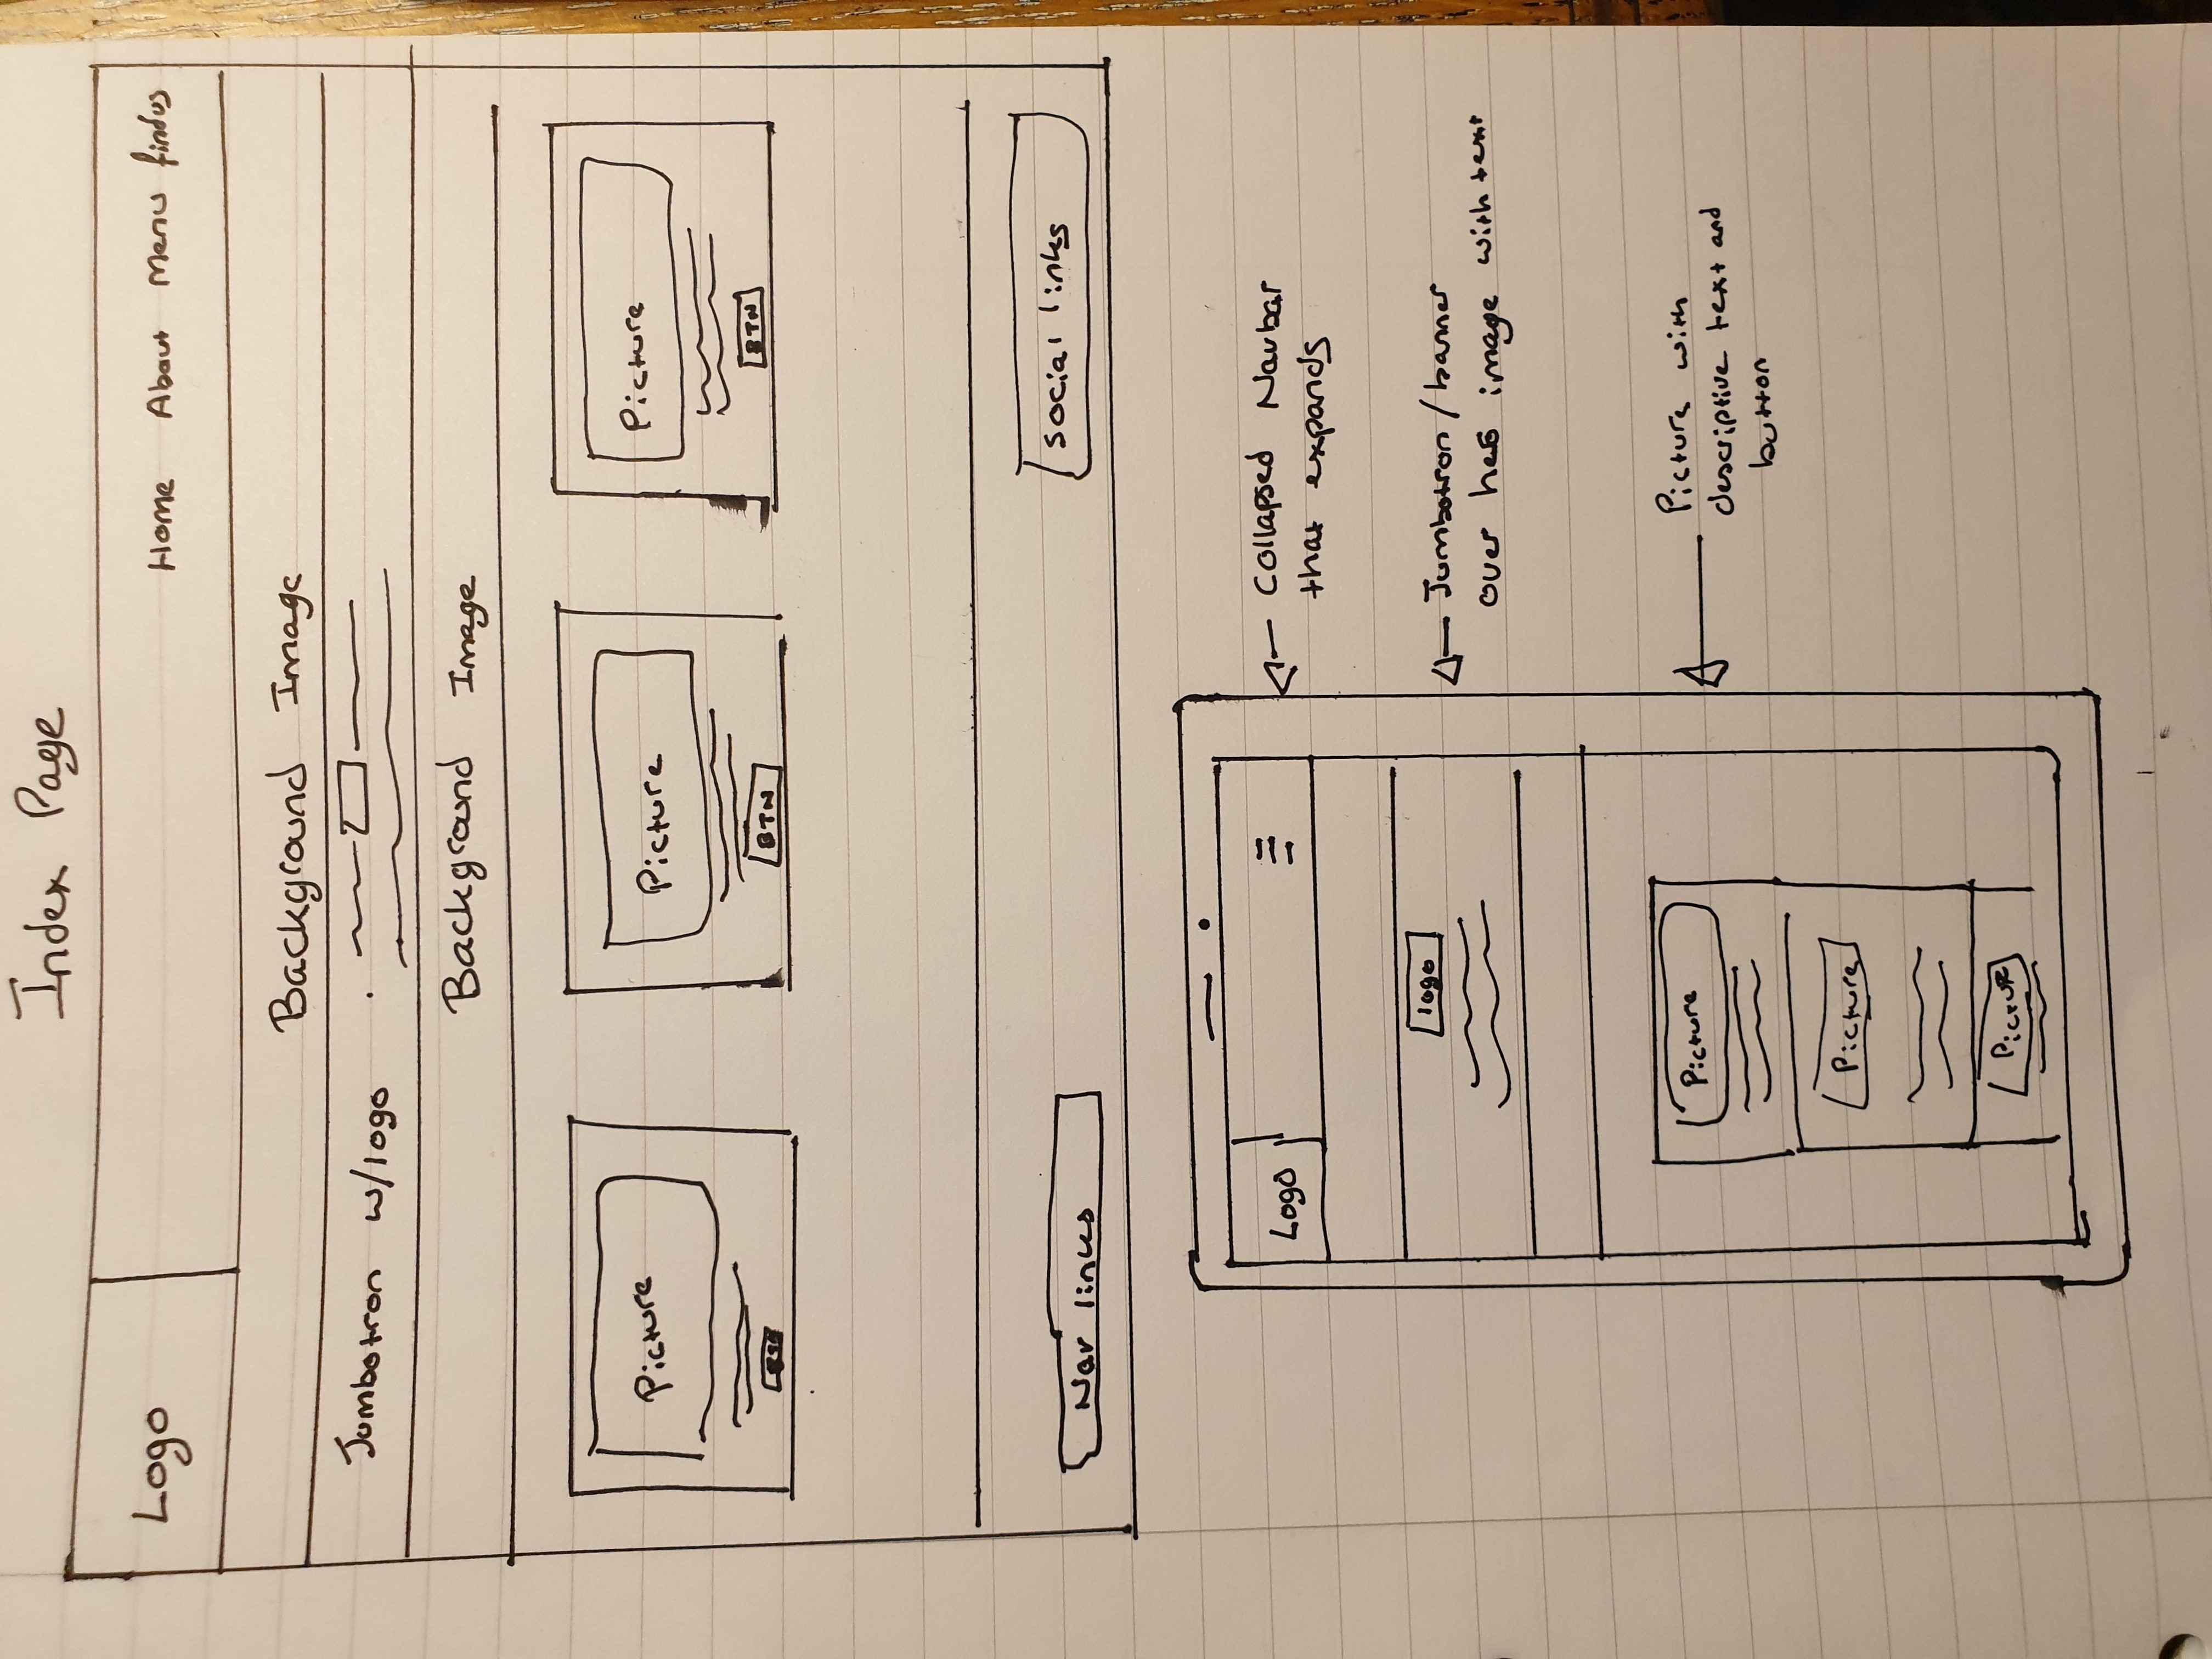 Index Page
Logo
Home About Menu findus
Background Image
Jumbotron w/logo
Background Image
Picture
Picture
Picture
BTN
BTN
Nav links
Social links
Logo
Collapsed Navbar
that expands
logo
Jumbotron / banner
over hero image with text
Picture
Picture with
descriptive text and
button
Picture
Picture